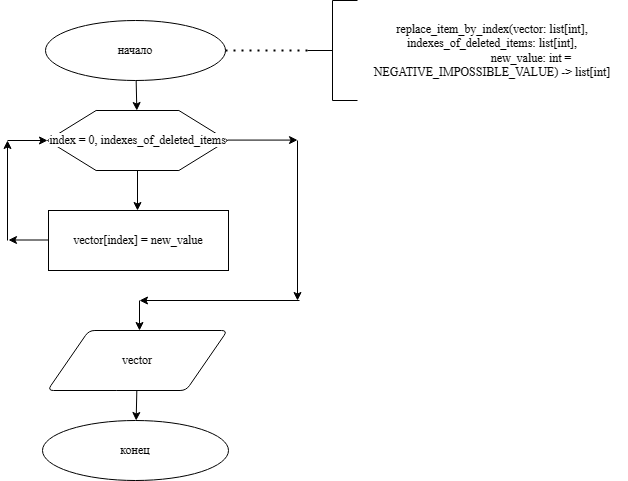 начало
replace_item_by_index(vector: list[int],
indexes_of_deleted_items: list[int],
new_value: int =
NEGATIVE_IMPOSSIBLE_VALUE) -> list[int]
index = 0, indexes_of_deleted_items
vector[index] = new_value
vector
конец